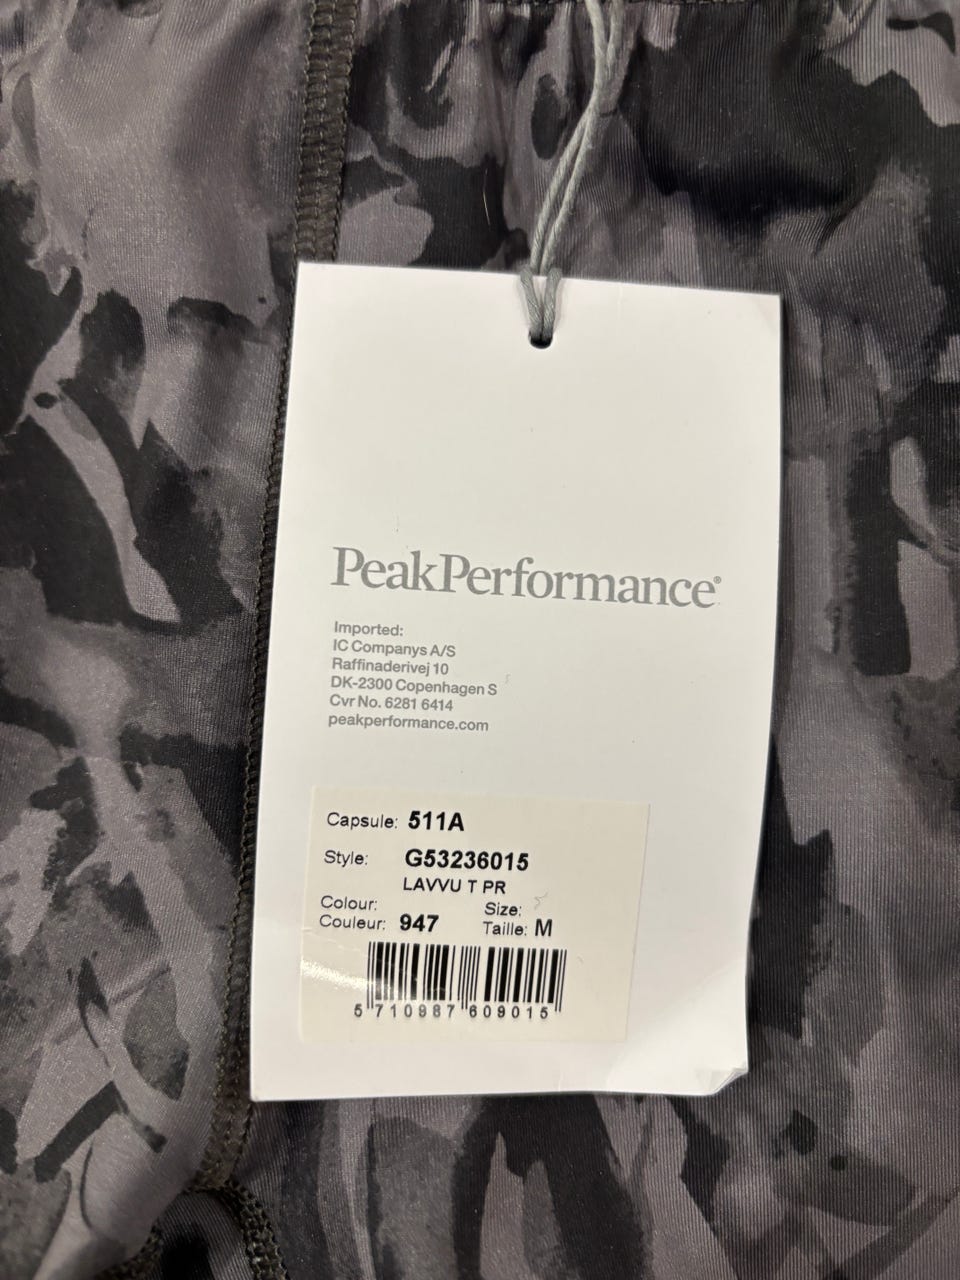 PeakPerformance®
Imported:
IC Companys A/S
Raffinaderivej 10
DK-2300 Copenhagen S
Cvr No. 6281 6414
peakperformance.com
Capsule: 511A
Style: G53236015
LAVVU T PR
Colour: Size:
Couleur: 947 Taille: M
5 710987 609015